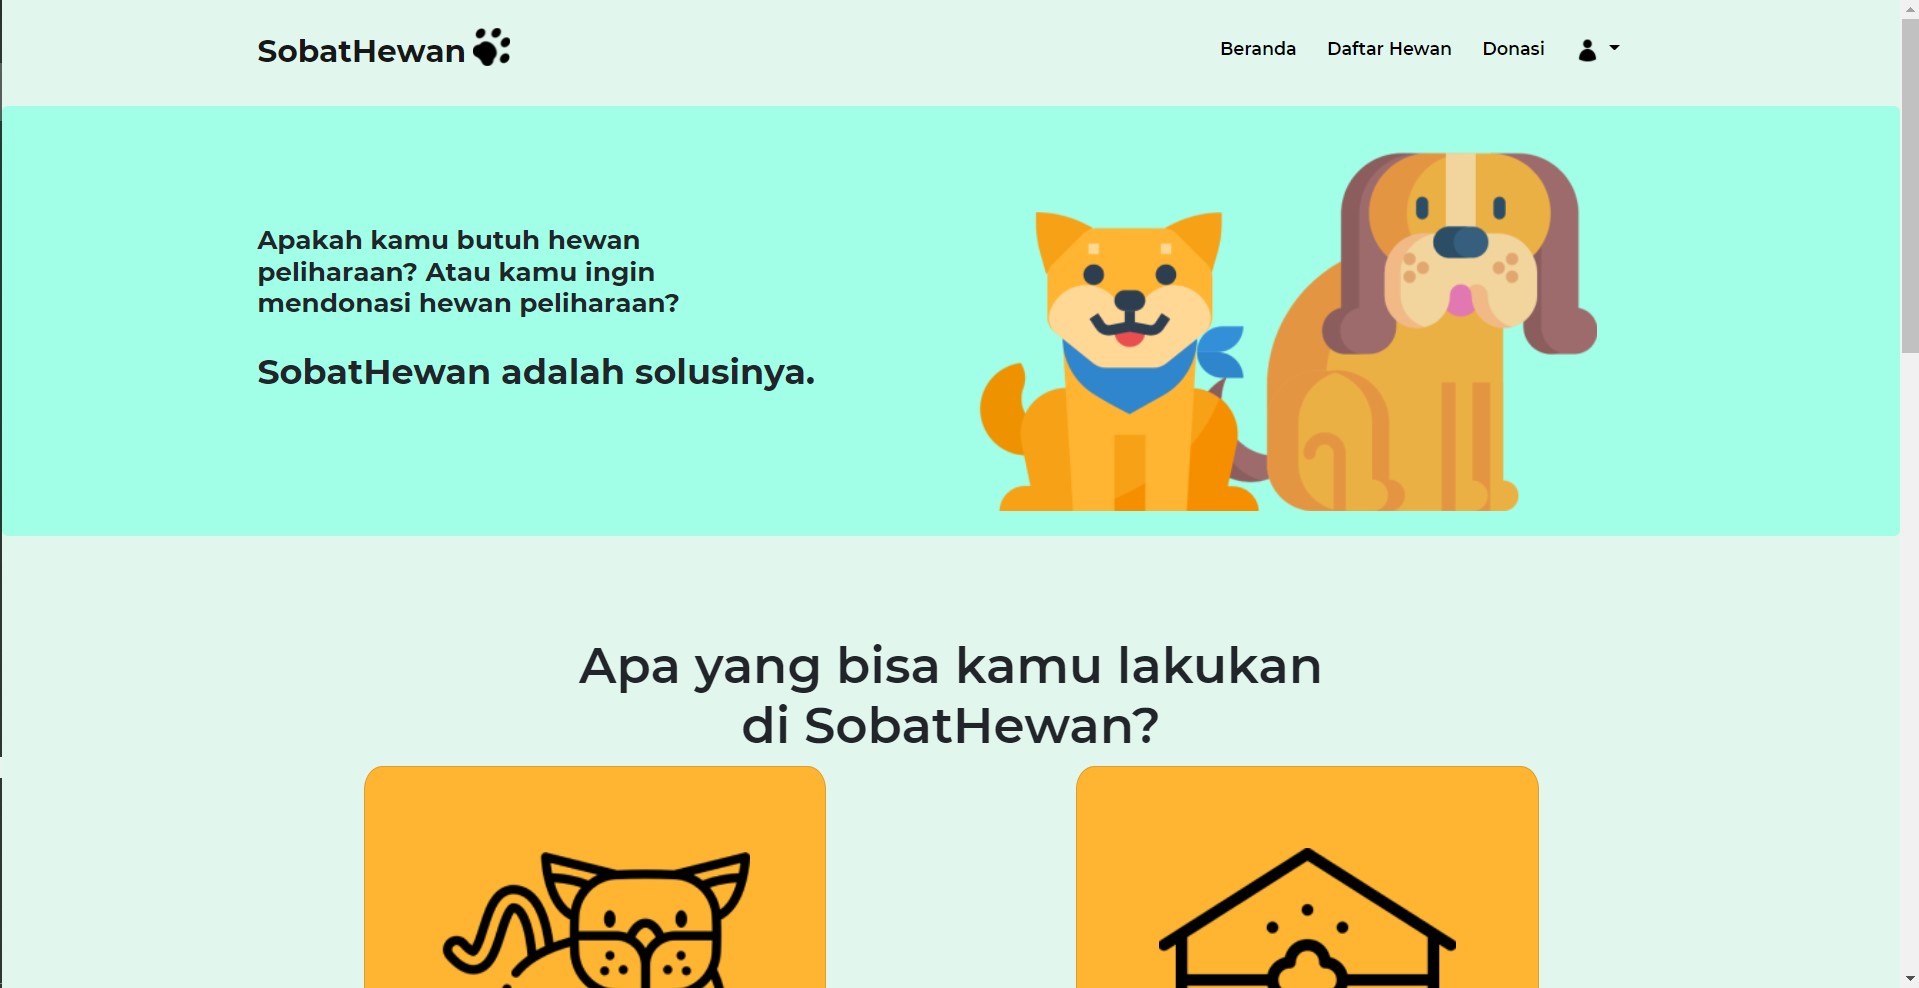 SobatHewan
Beranda Daftar Hewan Donasi
Apakah kamu butuh hewan
peliharaan? Atau kamu ingin
mendonasi hewan peliharaan?
SobatHewan adalah solusinya.
Apa yang bisa kamu lakukan
di SobatHewan?